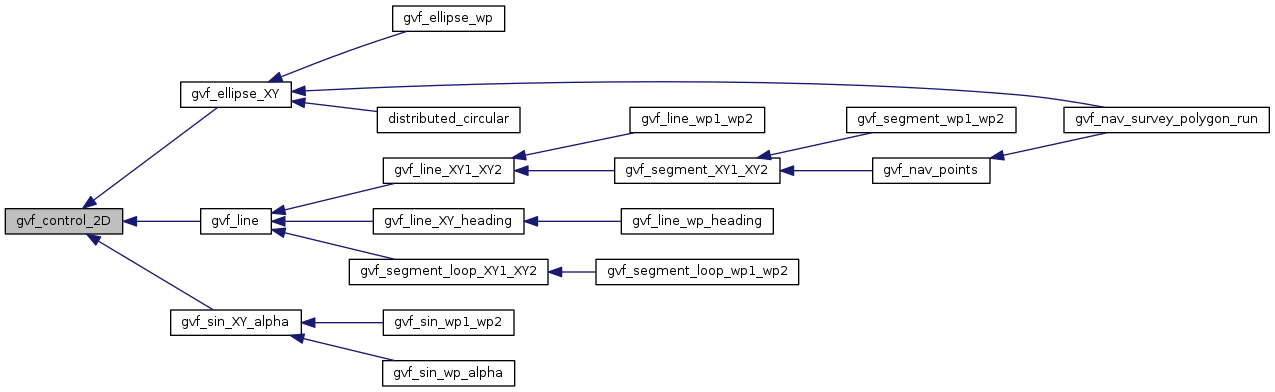 gvf_ellipse_wp
gvf_ellipse_XY
distributed_circular
gvf_line_wp1_wp2
gvf_segment_wp1_wp2
gvf_nav_survey_polygon_run
gvf_line_XY1_XY2
gvf_segment_XY1_XY2
gvf_nav_points
gvf_control_2D
gvf_line
gvf_line_XY_heading
gvf_line_wp_heading
gvf_segment_loop_XY1_XY2
gvf_segment_loop_wp1_wp2
gvf_sin_XY_alpha
gvf_sin_wp1_wp2
gvf_sin_wp_alpha